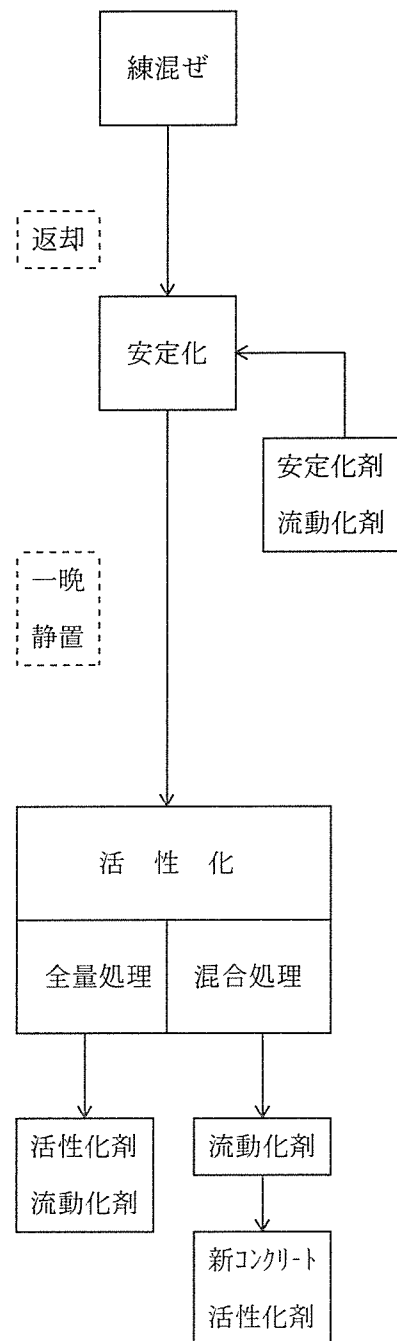 練混ぜ
返却
安定化
安定化剤
流動化剤
一晩
静置
活 性 化
全量処理
混合処理
活性化剤
流動化剤
流動化剤
新ｺﾝｸﾘｰﾄ
活性化剤